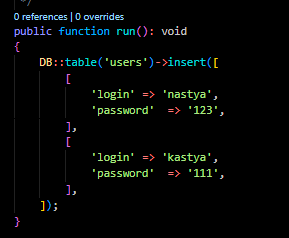 */
0 references | 0 overrides
public function run(): void
{
    DB::table('users')->insert([
        [
            'login' => 'nastya',
            'password'  => '123',
        ],
        [
            'login' => 'kastya',
            'password'  => '111',
        ],
    ]);
}